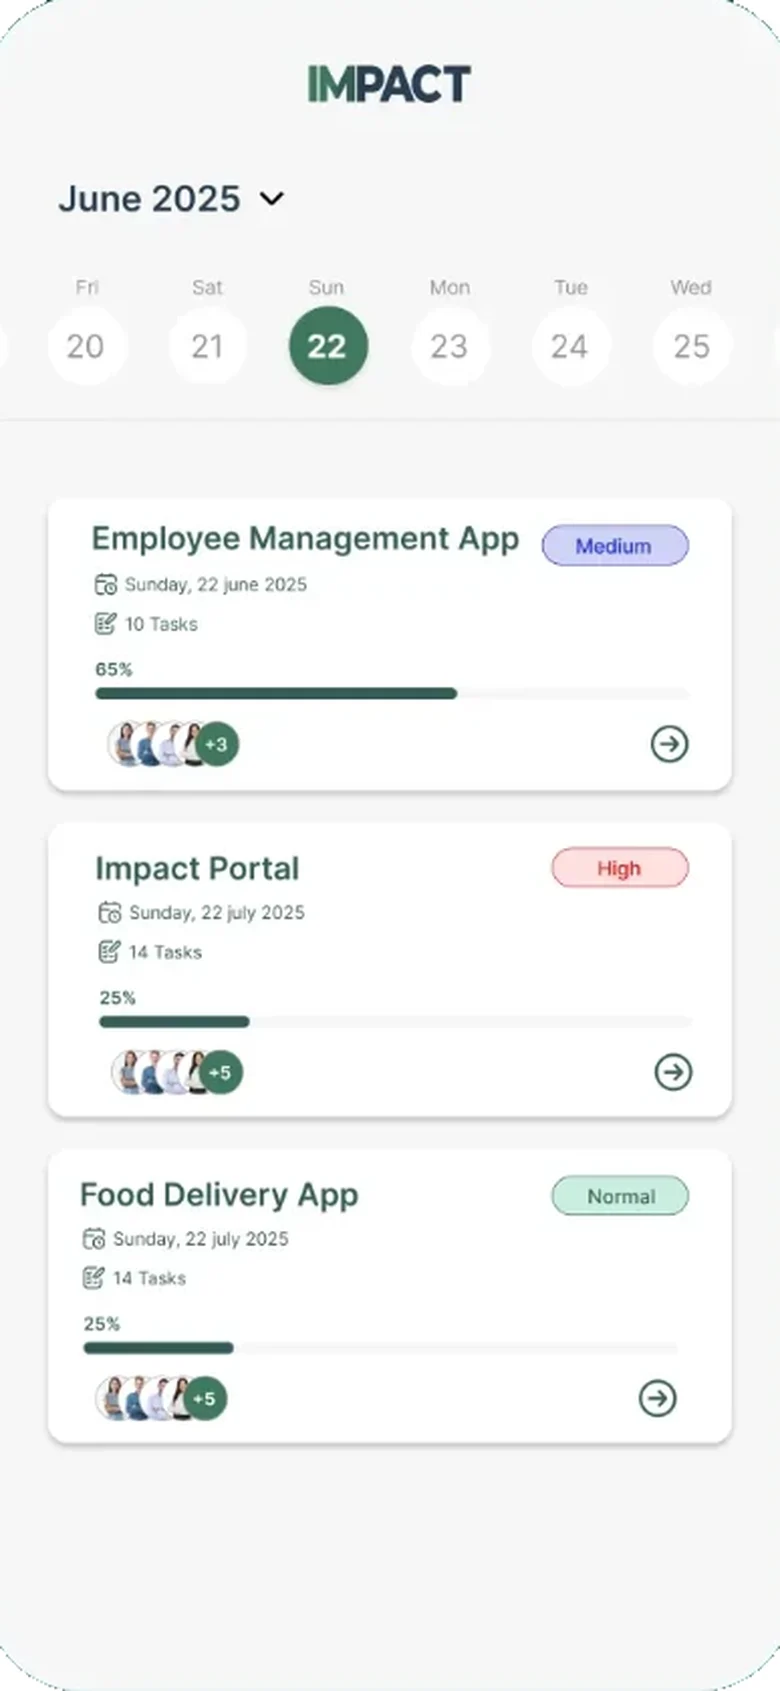 IMPACT
June 2025
Fri Sat Sun Mon Tue Wed
20 21 22 23 24 25
Employee Management App Medium
Sunday, 22 june 2025
10 Tasks
65%
+3
Impact Portal High
Sunday, 22 july 2025
14 Tasks
25%
+5
Food Delivery App Normal
Sunday, 22 july 2025
14 Tasks
25%
+5